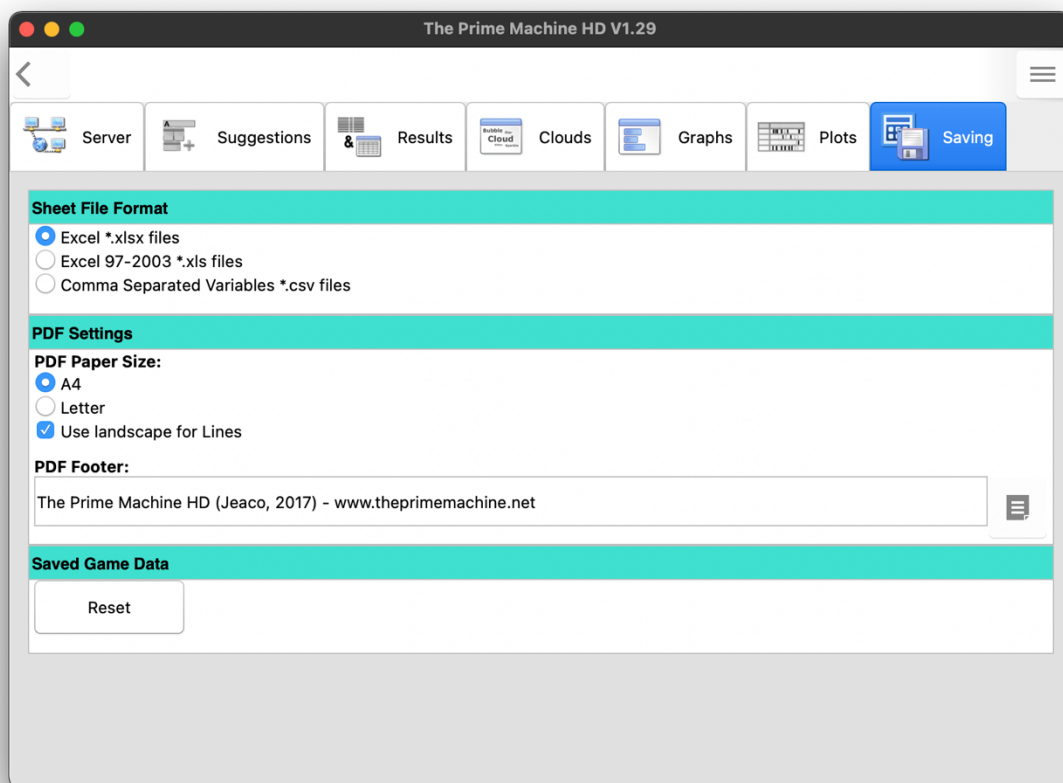 The Prime Machine HD V1.29
Server
Suggestions
Results
Clouds
Graphs
Plots
Saving
Sheet File Format
Excel *.xlsx files
Excel 97-2003 *.xls files
Comma Separated Variables *.csv files
PDF Settings
PDF Paper Size:
A4
Letter
Use landscape for Lines
PDF Footer:
The Prime Machine HD (Jeaco, 2017) - www.theprimemachine.net
Saved Game Data
Reset